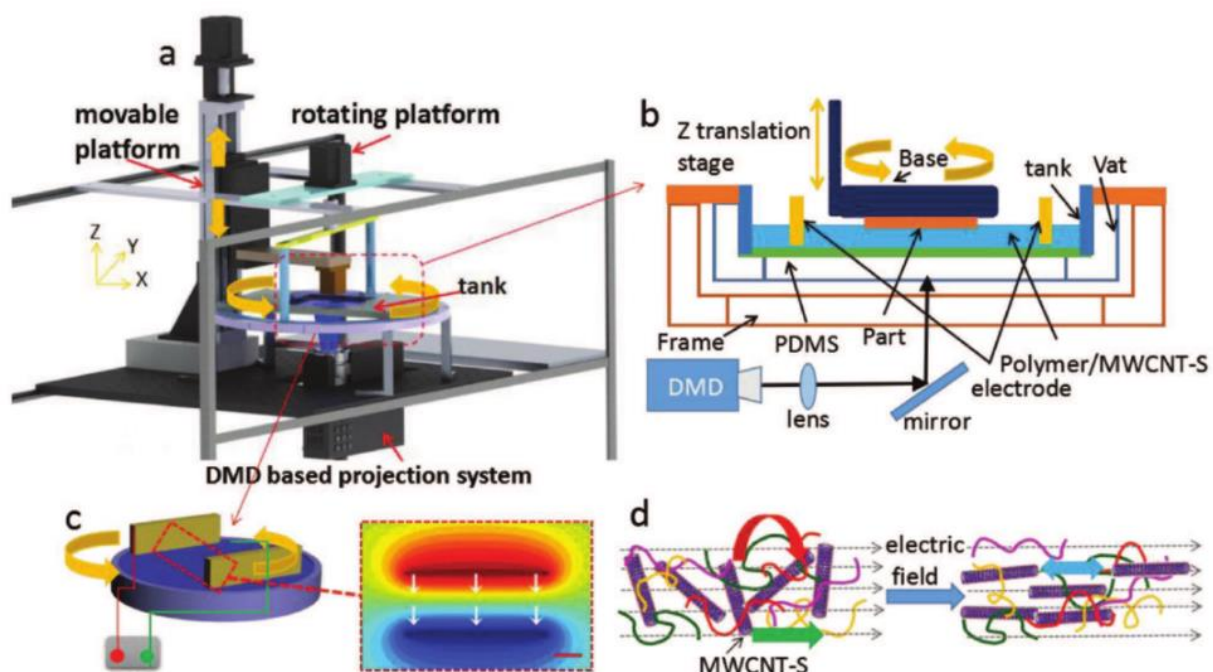 a
movable
platform
rotating platform
Z
Y
X
tank
DMD based projection system
b
Z translation
stage
Base
tank
Vat
Frame
PDMS
Part
Polymer/MWCNT-S
electrode
DMD
lens
mirror
c
d
electric
field
MWCNT-S